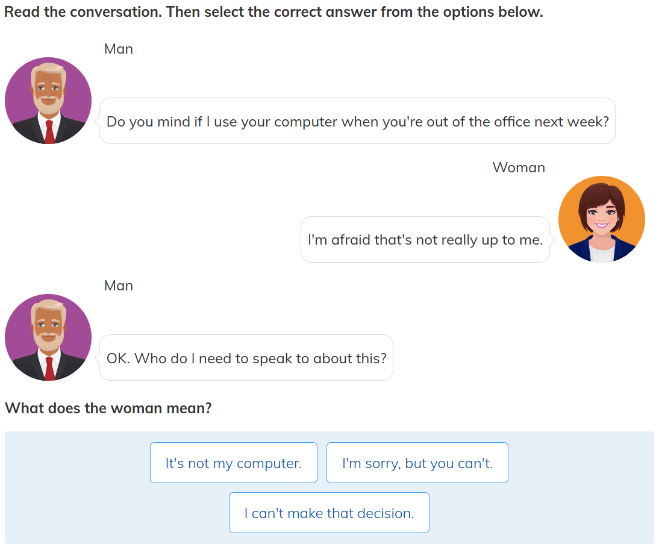 Read the conversation. Then select the correct answer from the options below.
Man
Do you mind if I use your computer when you're out of the office next week?
Woman
I'm afraid that's not really up to me.
Man
OK. Who do I need to speak to about this?
What does the woman mean?
It's not my computer.
I'm sorry, but you can't.
I can't make that decision.